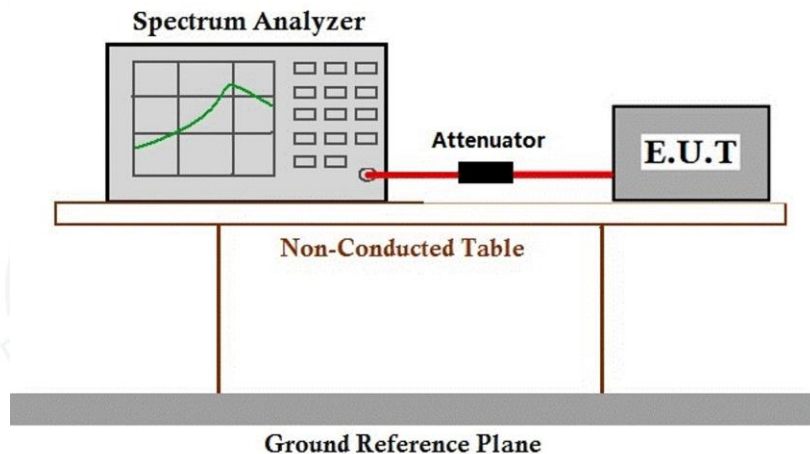 Spectrum Analyzer
Attenuator
E.U.T
Non-Conducted Table
Ground Reference Plane